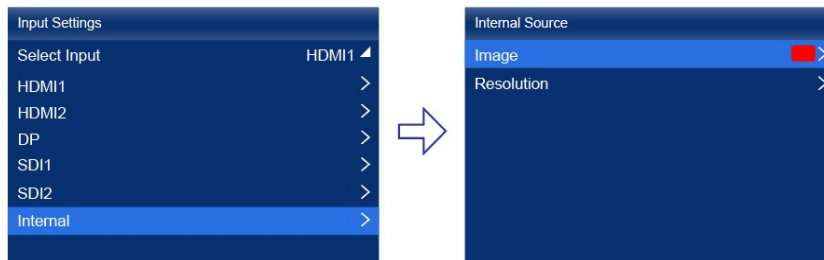 Input Settings
Select Input HDMI1
HDMI1
HDMI2
DP
SDI1
SDI2
Internal
Internal Source
Image
Resolution